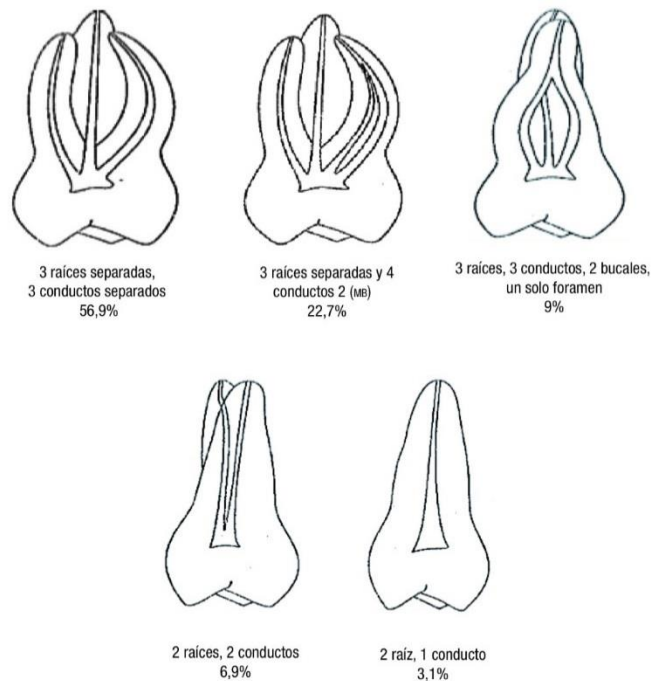 3 raíces separadas,
3 conductos separados
56,9%
3 raíces separadas y 4
conductos 2 (MB)
22,7%
3 raíces, 3 conductos, 2 bucales,
un solo foramen
9%
2 raíces, 2 conductos
6,9%
2 raíz, 1 conducto
3,1%